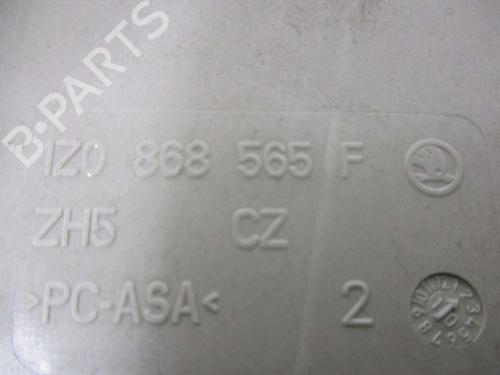 B-PARTS
1Z0 868 565 F
ZH5 CZ
>PC-ASA< 2